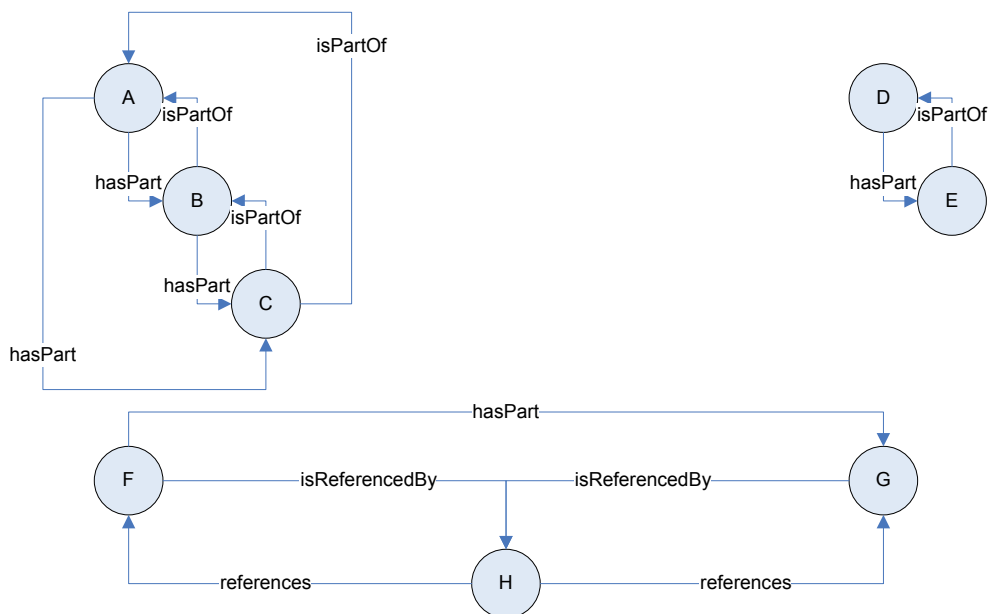 isPartOf
A
D
isPartOf
isPartOf
hasPart
hasPart
B
E
isPartOf
hasPart
C
hasPart
hasPart
F
isReferencedBy
isReferencedBy
G
references
H
references